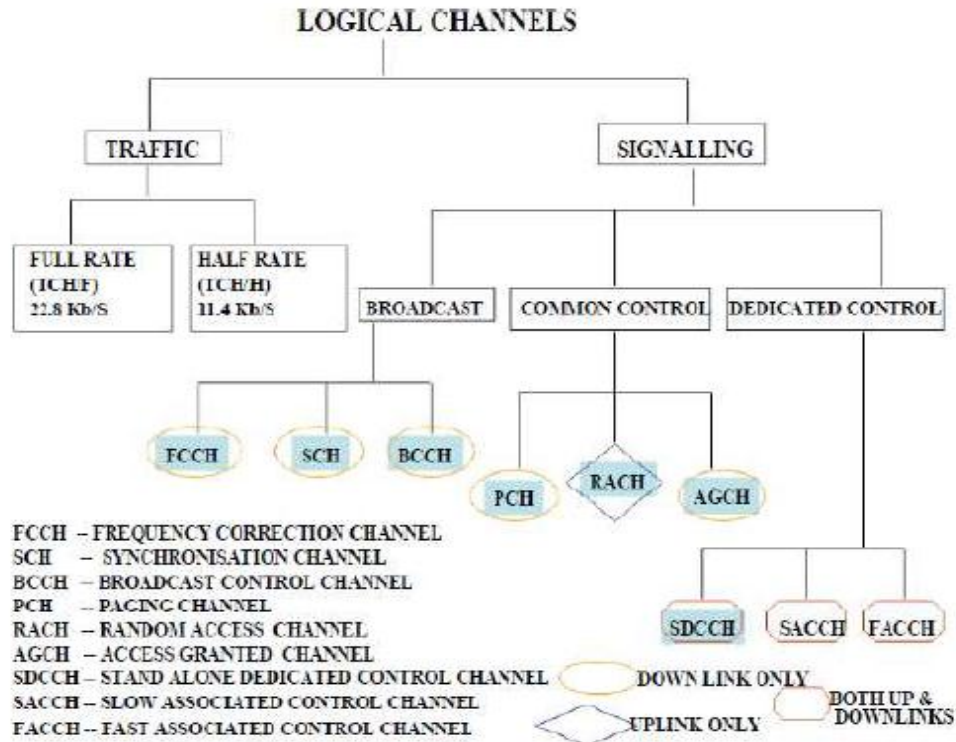 LOGICAL CHANNELS
TRAFFIC
SIGNALLING
FULL RATE
(TCH/F)
22.8 Kb/S
HALF RATE
(TCH/H)
11.4 Kb/S
BROADCAST
COMMON CONTROL
DEDICATED CONTROL
FCCH
SCH
BCCH
PCH
RACH
AGCH
FCCH -- FREQUENCY CORRECTION CHANNEL
SCH -- SYNCHRONISATION CHANNEL
BCCH -- BROADCAST CONTROL CHANNEL
PCH -- PAGING CHANNEL
RACH -- RANDOM ACCESS CHANNEL
AGCH -- ACCESS GRANTED CHANNEL
SDCCH -- STAND ALONE DEDICATED CONTROL CHANNEL
SACCH -- SLOW ASSOCIATED CONTROL CHANNEL
FACCH -- FAST ASSOCIATED CONTROL CHANNEL
SDCCH
SACCH
FACCH
DOWN LINK ONLY
UPLINK ONLY
BOTH UP &
DOWNLINKS